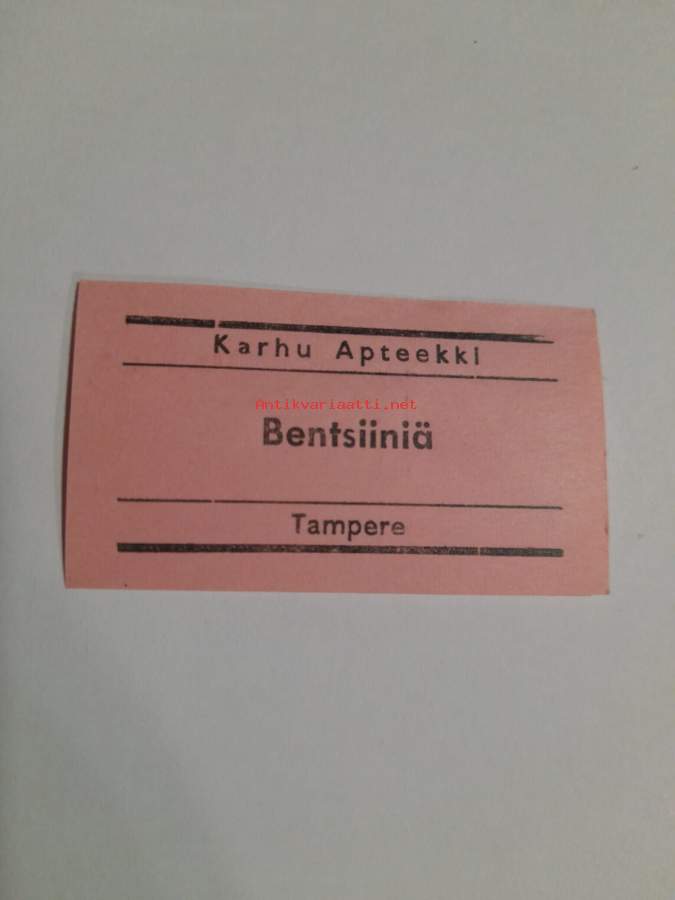 Karhu Apteekki
Antikvariaatti.net
Bentsiiniä
Tampere